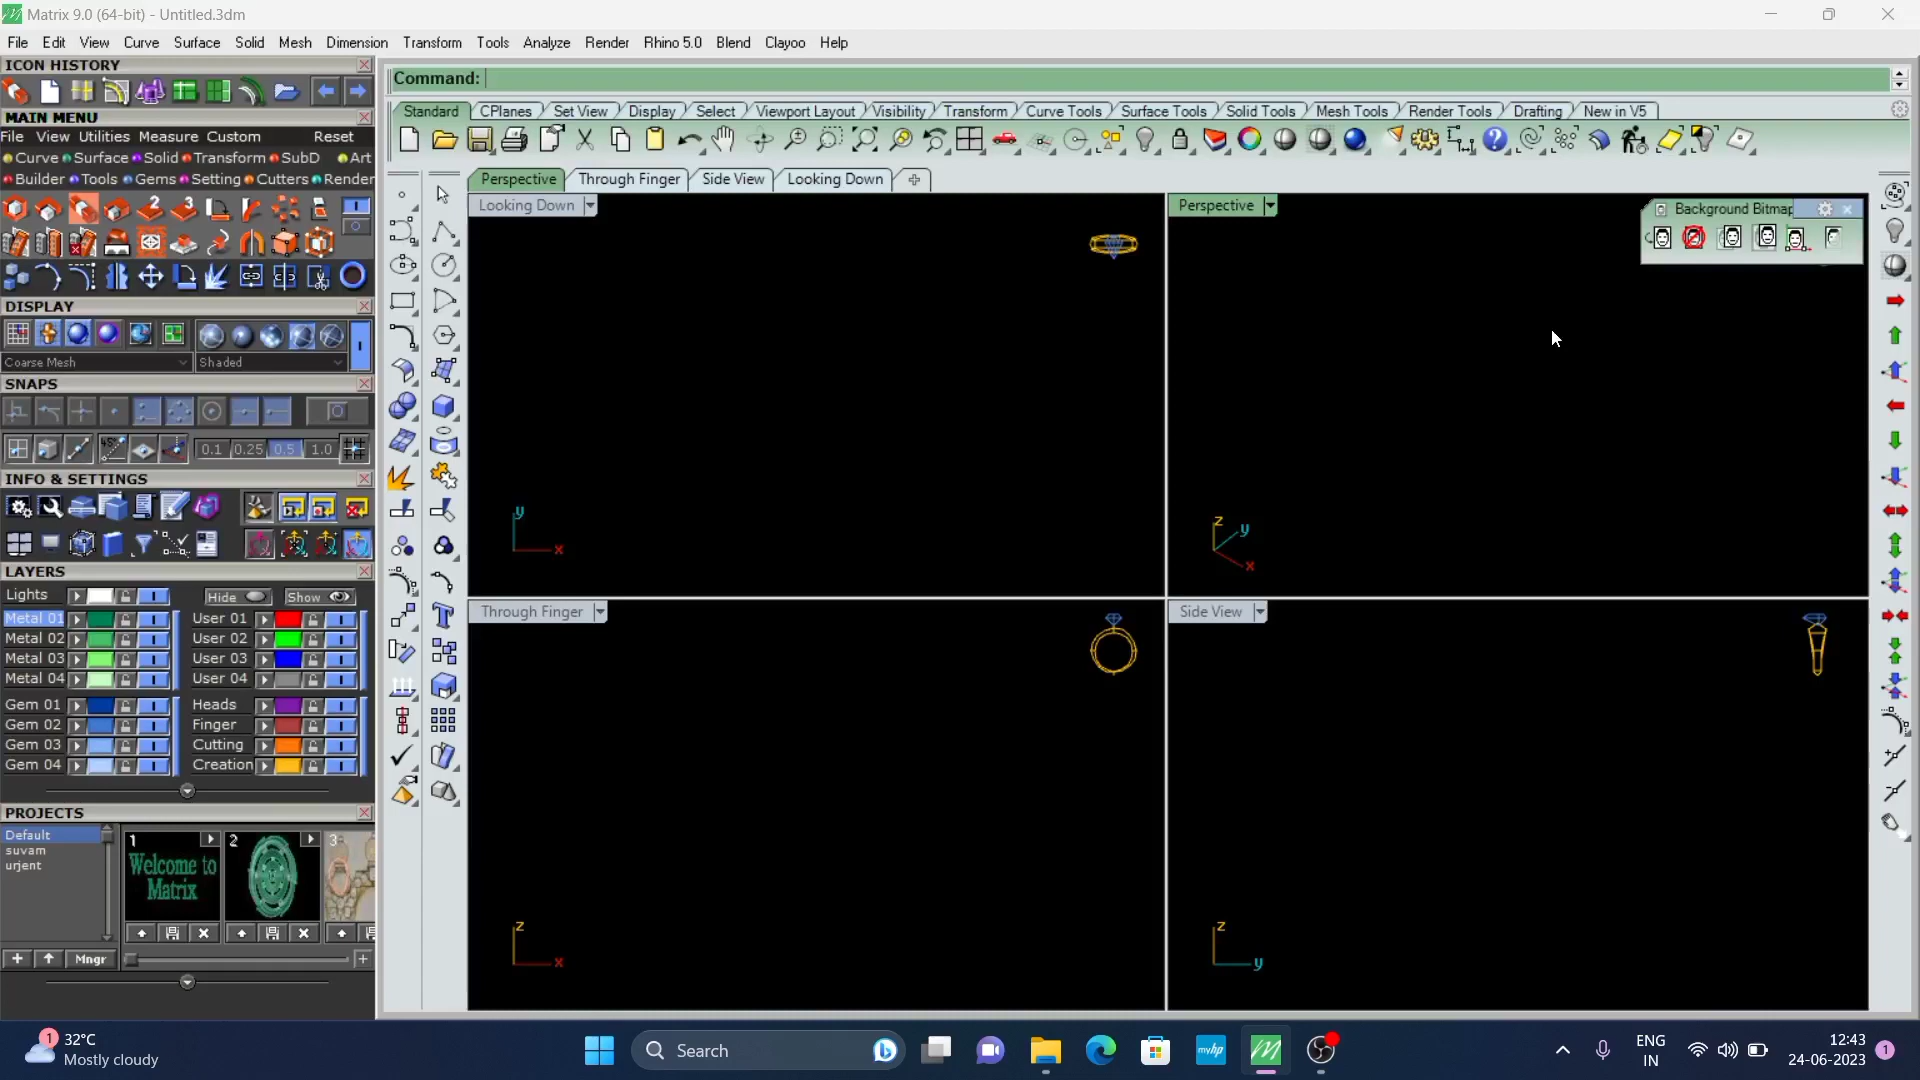 Matrix 9.0 (64-bit) - Untitled.3dm
File Edit View Curve Surface Solid Mesh Dimension Transform Tools Analyze Render Rhino 5.0 Blend Clayoo Help
ICON HISTORY
Command:
Standard CPlanes Set View Display Select Viewport Layout Visibility Transform Curve Tools Surface Tools Solid Tools Mesh Tools Render Tools Drafting New in V5
MAIN MENU
File View Utilities Measure Custom Reset
Curve Surface Solid Transform SubD Art
Builder Tools Gems Setting Cutters Render
Perspective Through Finger Side View Looking Down
Looking Down
Perspective
Background Bitmap
y
x
z
y
x
Through Finger
Side View
z
x
z
y
DISPLAY
Coarse Mesh Shaded
SNAPS
45°
0.1 0.25 0.5 1.0
INFO & SETTINGS
LAYERS
Lights Hide Show
Metal 01 User 01
Metal 02 User 02
Metal 03 User 03
Metal 04 User 04
Gem 01 Heads
Gem 02 Finger
Gem 03 Cutting
Gem 04 Creation
PROJECTS
Default
suvam
urjent
1 2 3
Welcome to
Matrix
Mngr
1
32°C
Mostly cloudy
Search
myhp
ENG
IN
12:43
24-06-2023
1